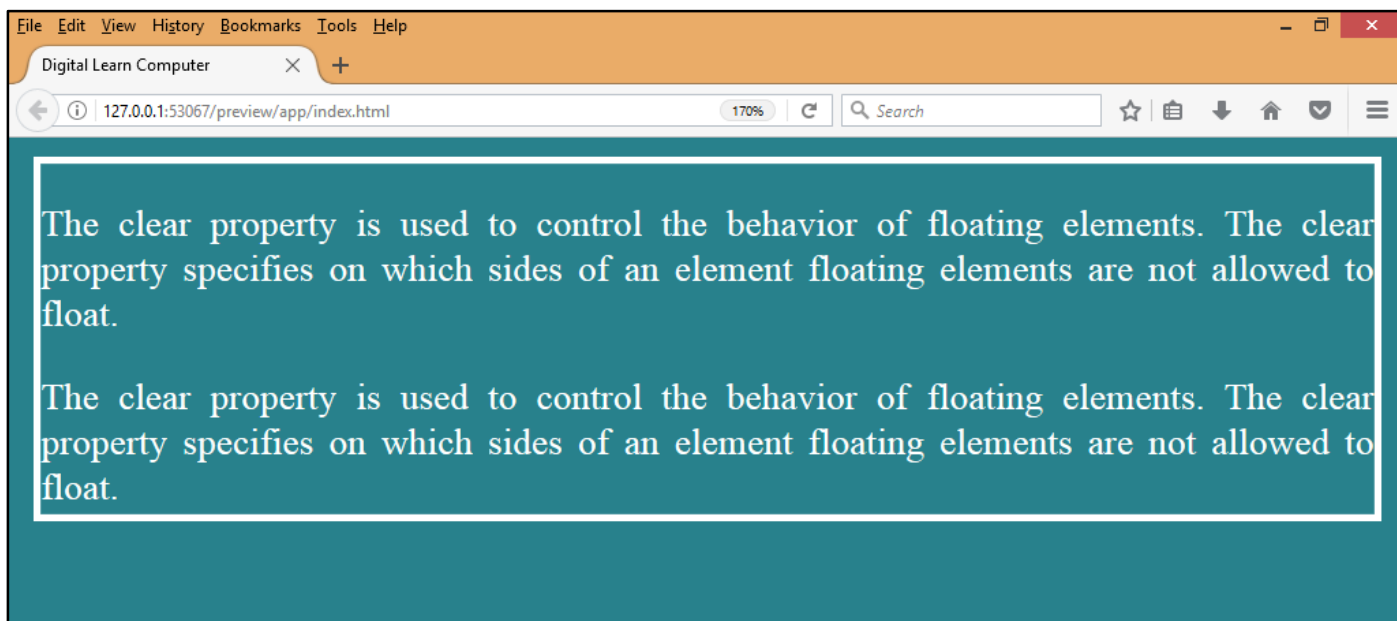 File Edit View History Bookmarks Tools Help
Digital Learn Computer
127.0.0.1:53067/preview/app/index.html 170% Search
The clear property is used to control the behavior of floating elements. The clear
property specifies on which sides of an element floating elements are not allowed to
float.
The clear property is used to control the behavior of floating elements. The clear
property specifies on which sides of an element floating elements are not allowed to
float.